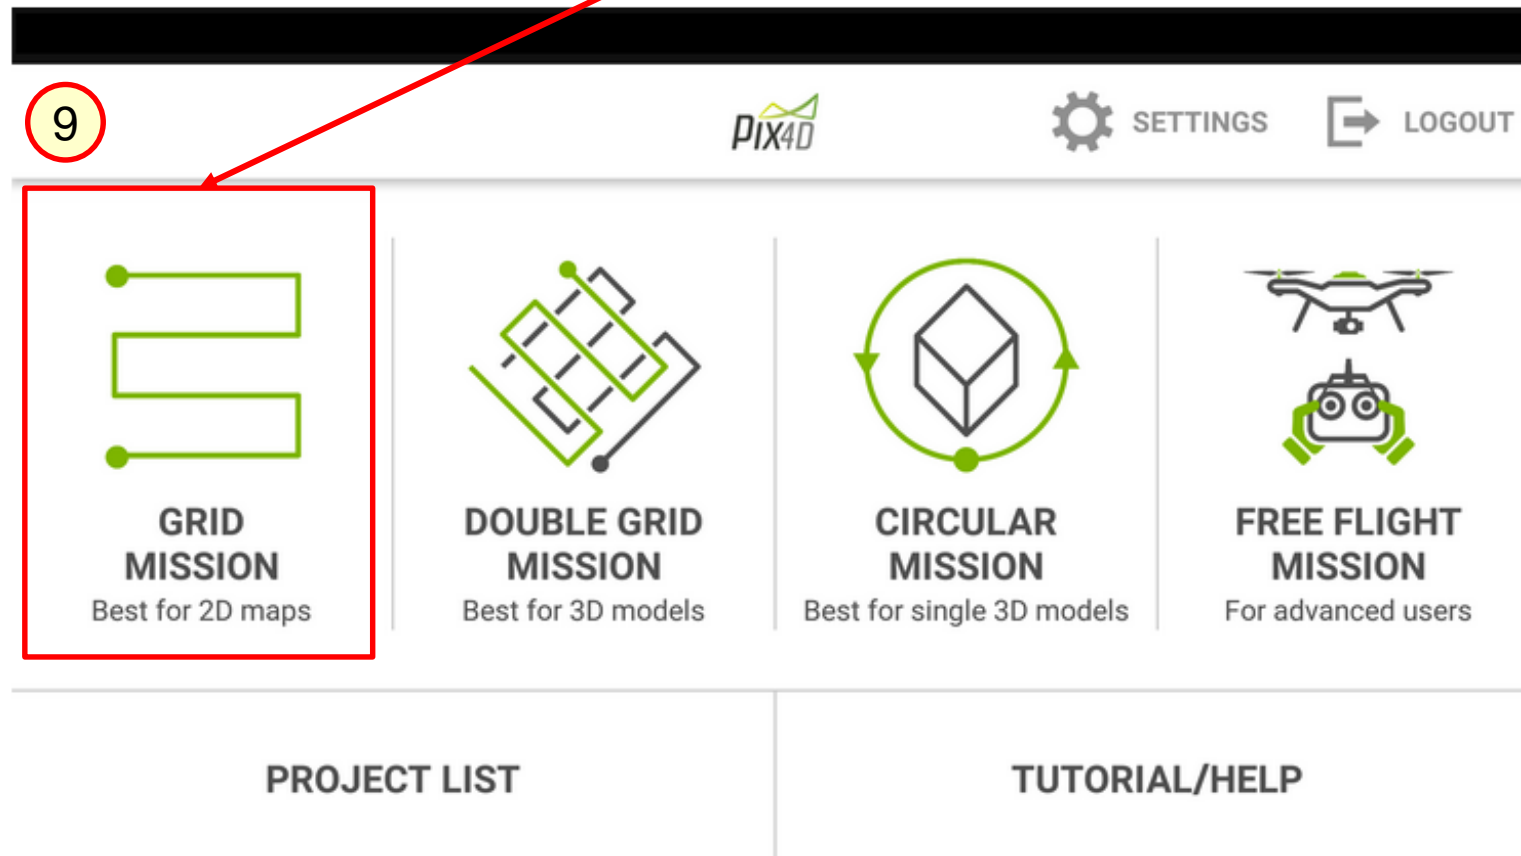 9
PIX4D
SETTINGS
LOGOUT
GRID
MISSION
Best for 2D maps
DOUBLE GRID
MISSION
Best for 3D models
CIRCULAR
MISSION
Best for single 3D models
FREE FLIGHT
MISSION
For advanced users
PROJECT LIST
TUTORIAL/HELP